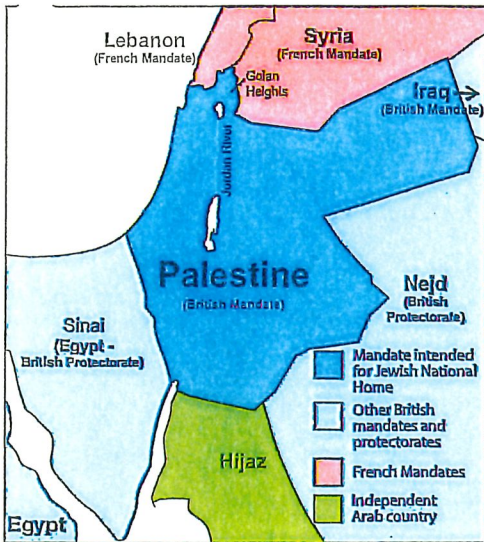 Lebanon
(French Mandate)
Syria
(French Mandate)
Golan
Heights
Iraq
(British Mandate)
Jordan River
Palestine
(British Mandate)
Nejd
(British
Protectorate)
Sinai
(Egypt -
British Protectorate)
Mandate intended
for Jewish National
Home
Other British
mandates and
protectorates
Hijaz
French Mandates
Independent
Arab country
Egypt